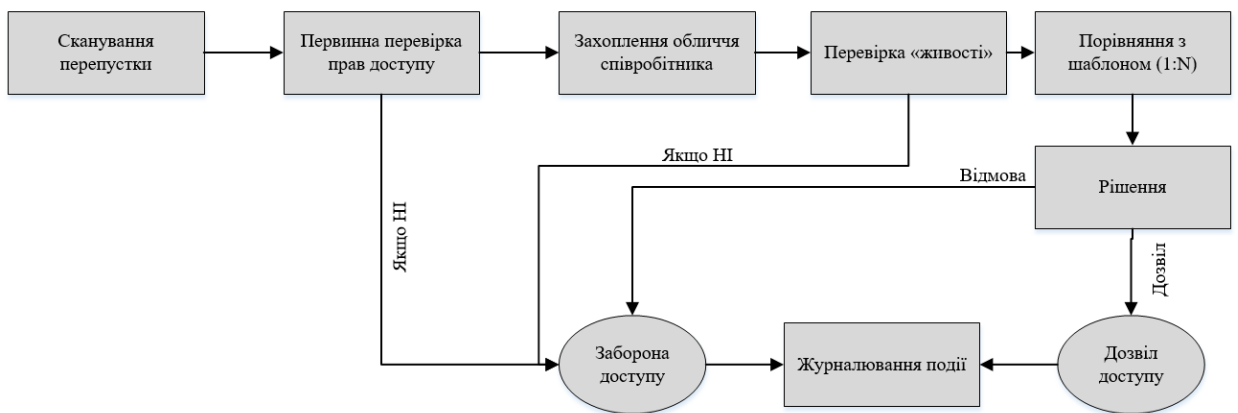 Сканування
перепустки
Первинна перевірка
прав доступу
Захоплення обличчя
співробітника
Перевірка «живості»
Порівняння з
шаблоном (1:N)
Якщо НІ
Якщо НІ
Відмова
Рішення
Дозвіл
Заборона
доступу
Журналювання події
Дозвіл
доступу